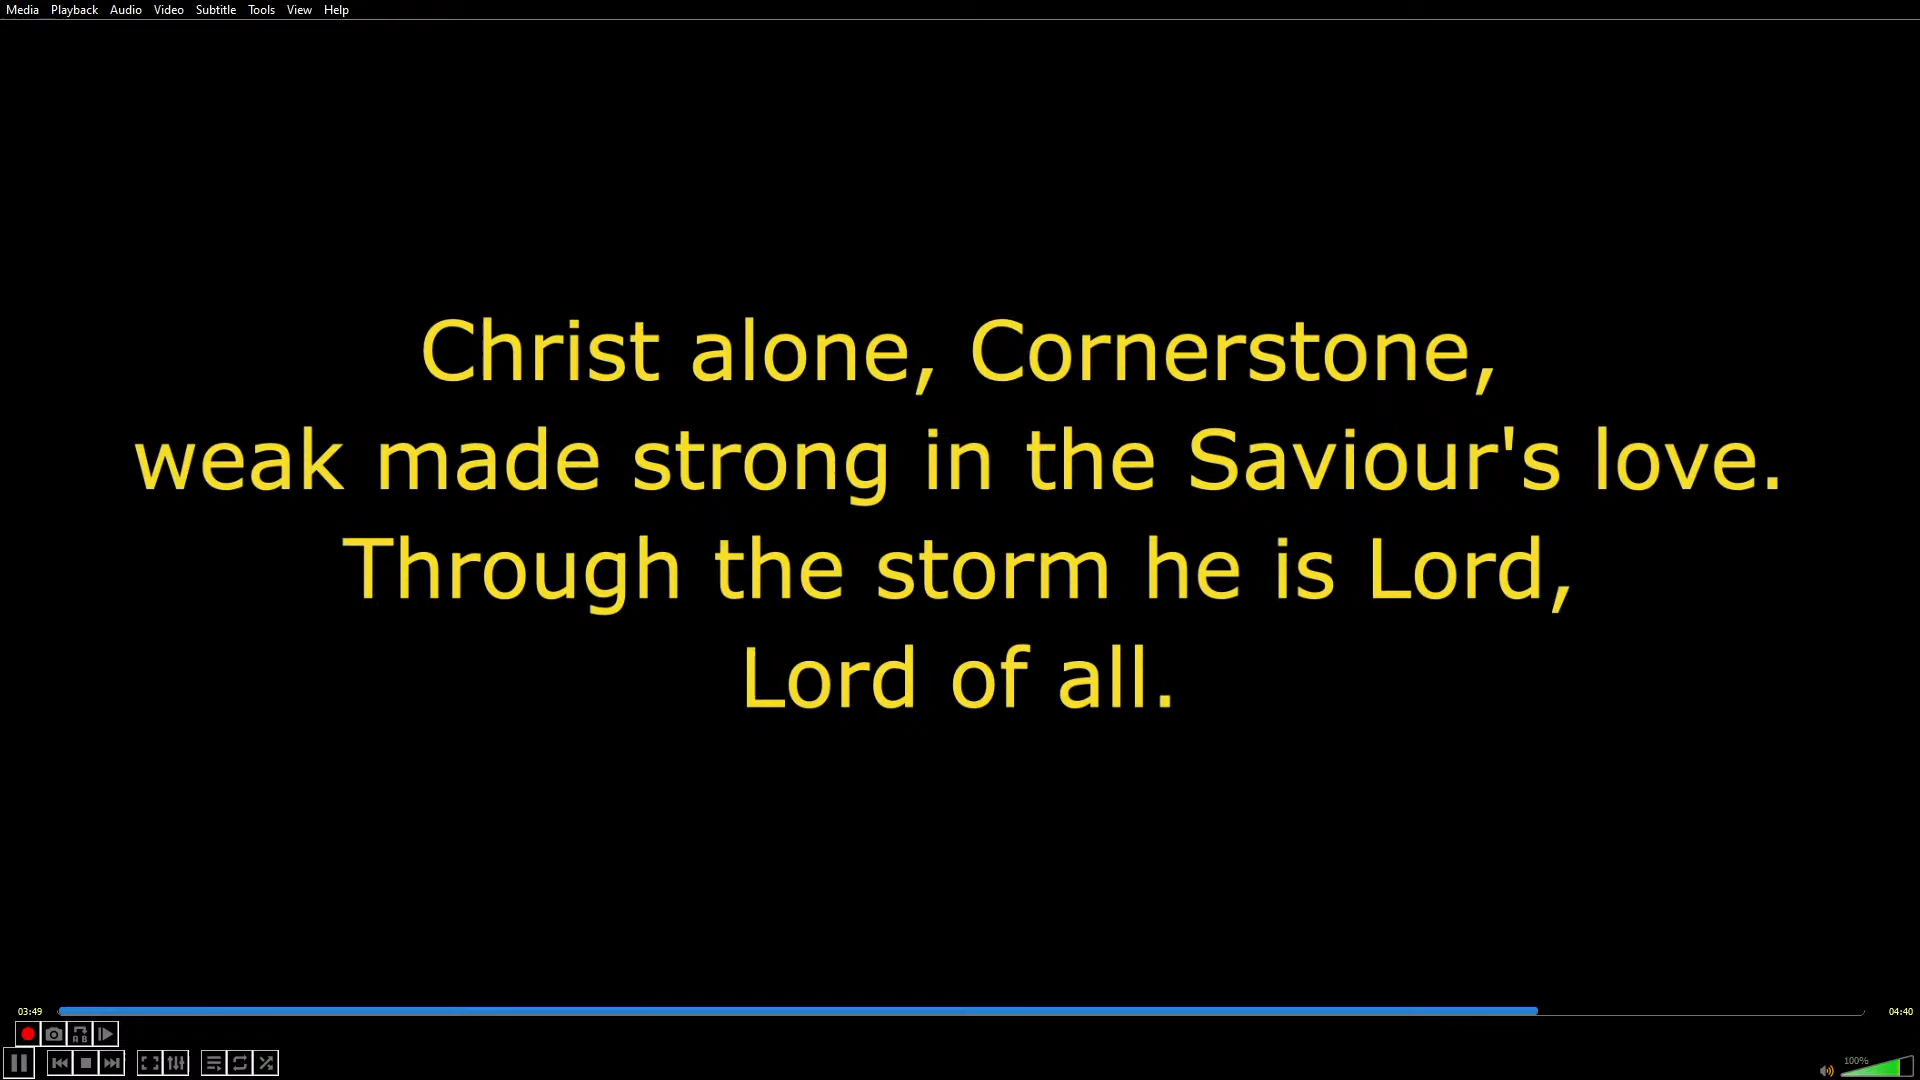 Media Playback Audio Video Subtitle Tools View Help
Christ alone, Cornerstone,
weak made strong in the Saviour's love.
Through the storm he is Lord,
Lord of all.
03:49 04:40
A B
100%